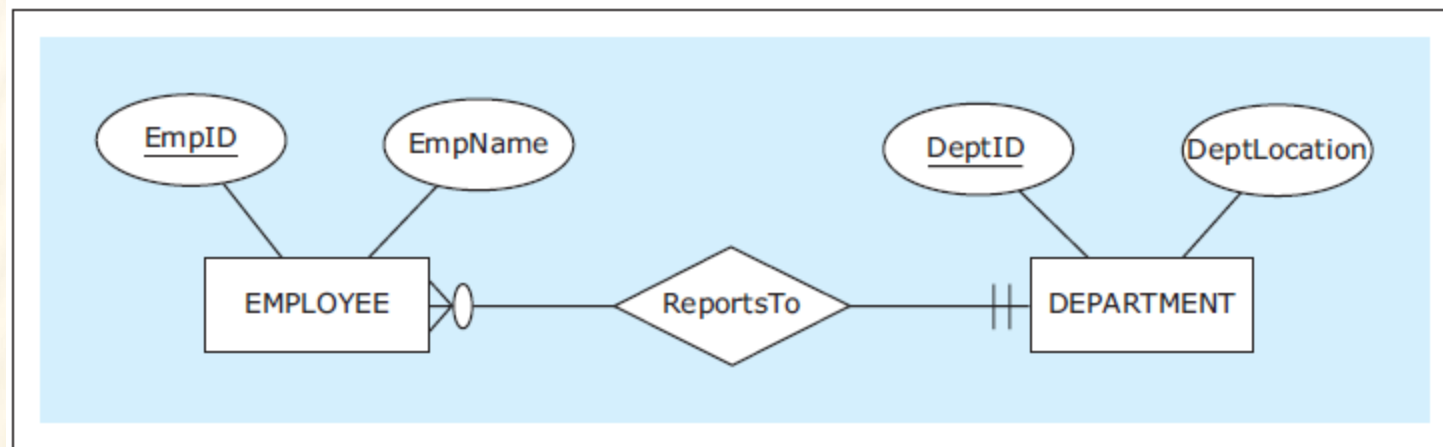 EmpID
EmpName
DeptID
DeptLocation
EMPLOYEE
ReportsTo
DEPARTMENT